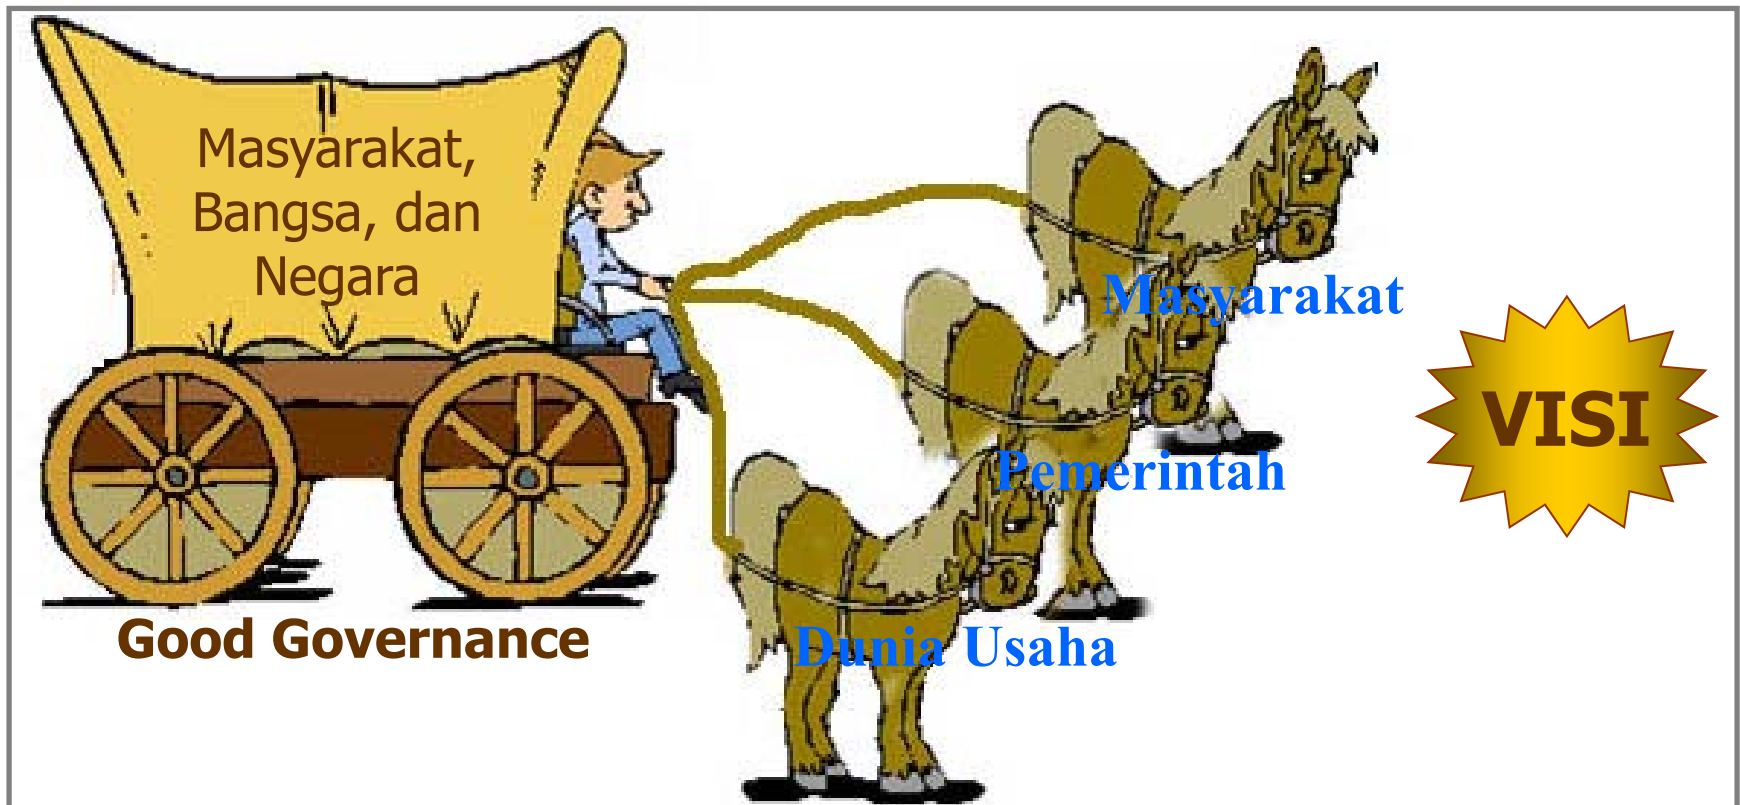 Masyarakat,
Bangsa, dan
Negara
Masyarakat
VISI
Pemerintah
Good Governance
Dunia Usaha